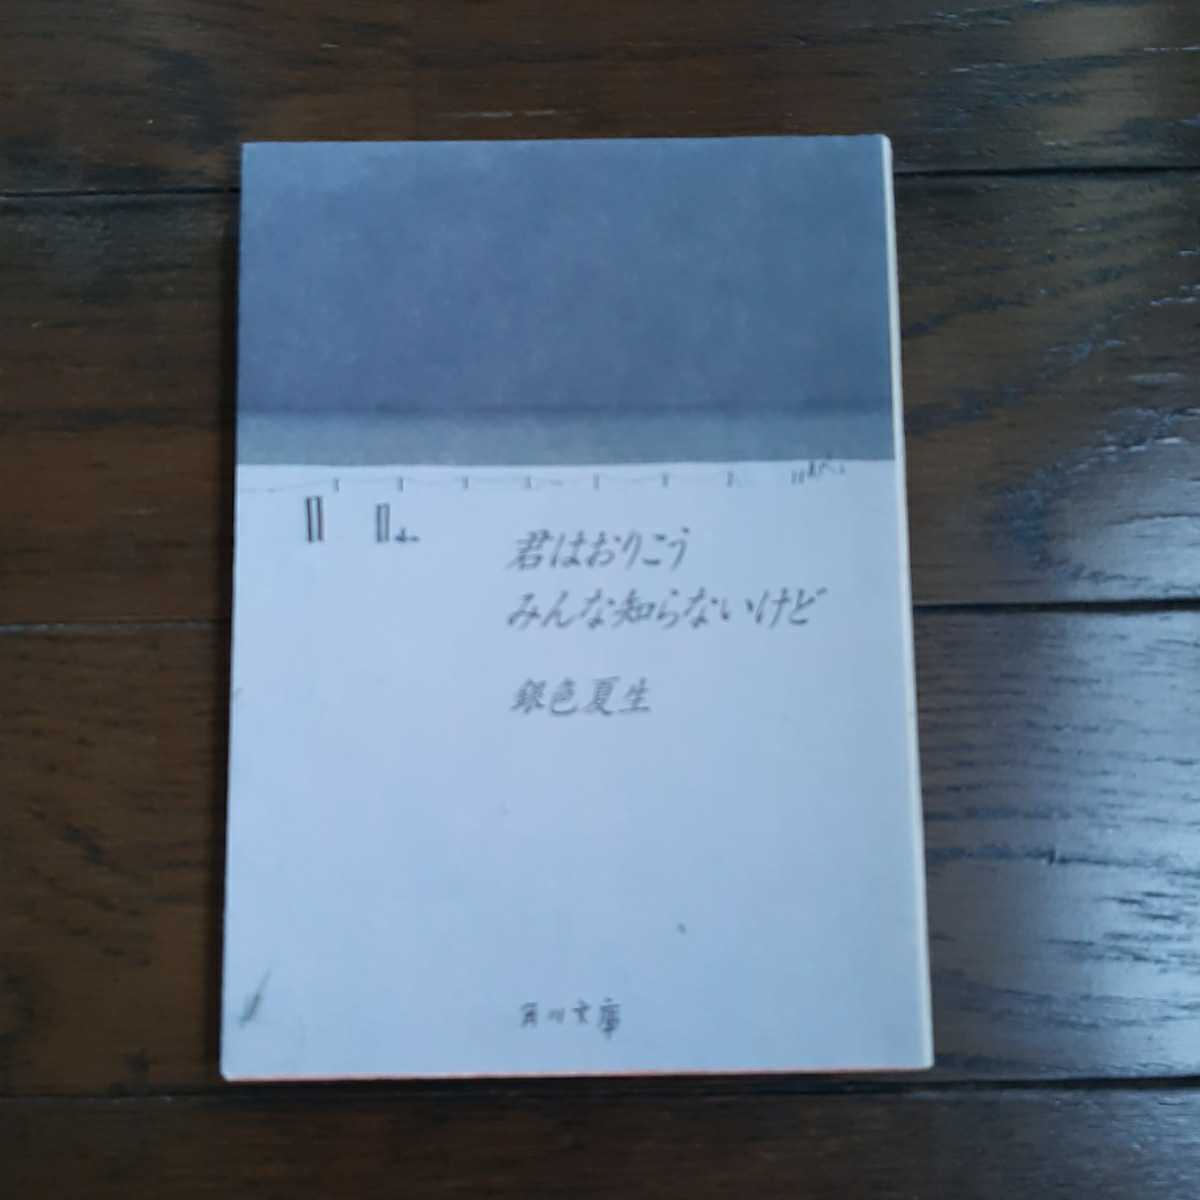 君はおりこう
みんな知らないけど
銀色夏生
角川文庫